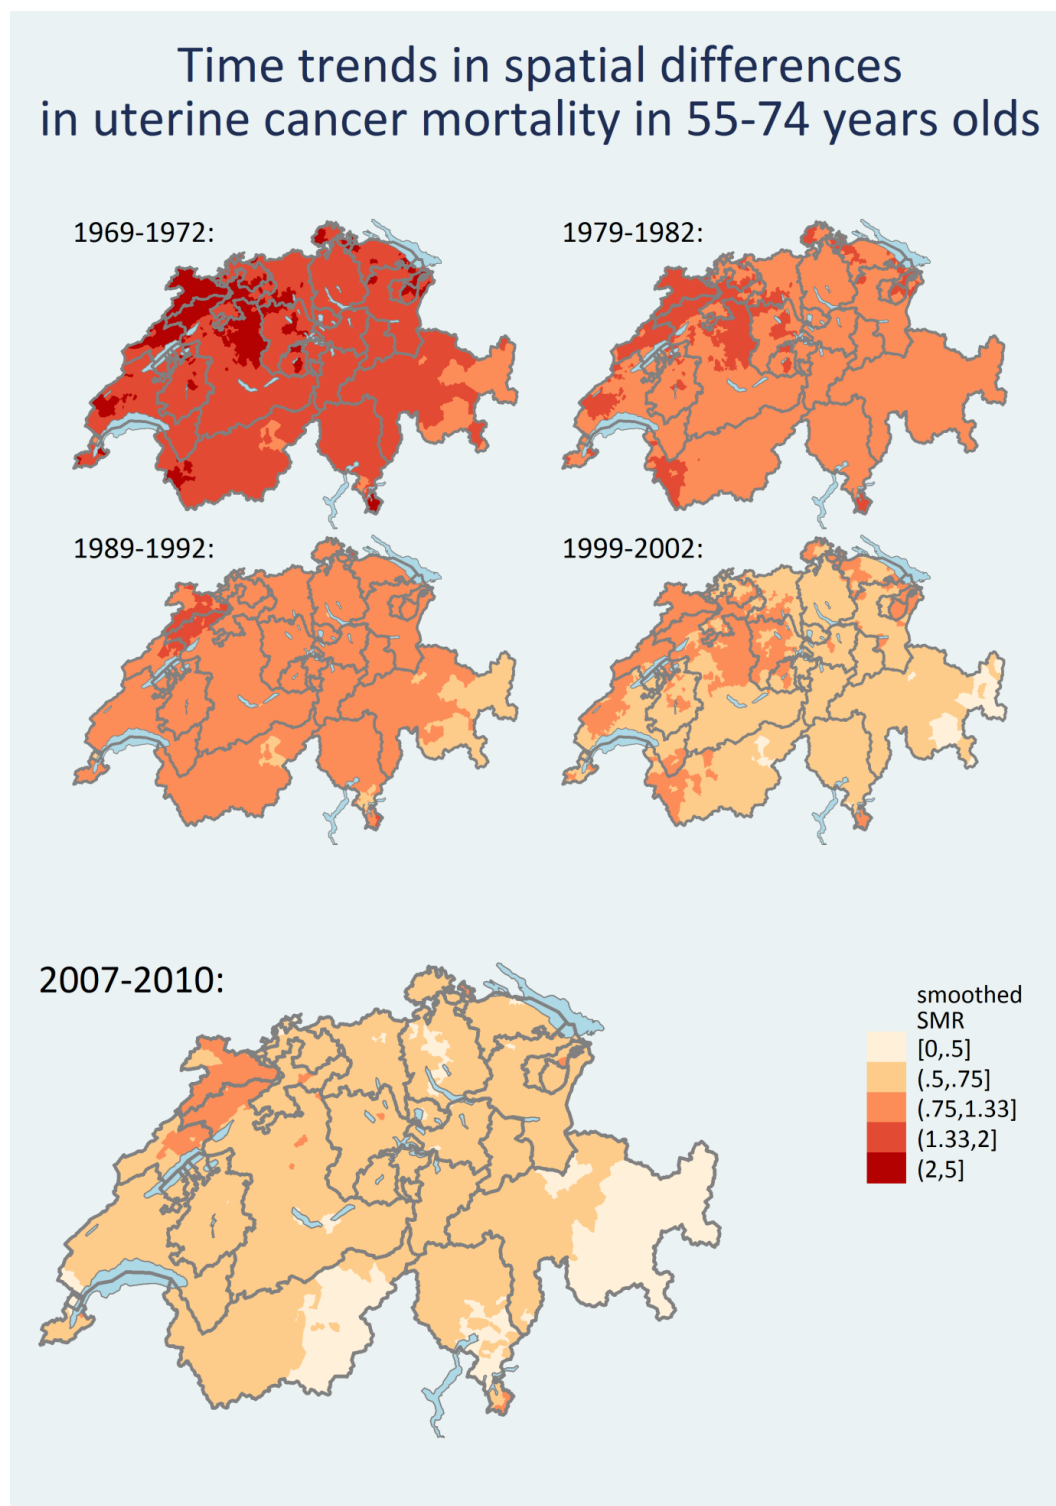 Time trends in spatial differences
in uterine cancer mortality in 55-74 years olds
1969-1972:
1979-1982:
1989-1992:
1999-2002:
2007-2010:
smoothed
SMR
[0,.5]
(.5,.75]
(.75,1.33]
(1.33,2]
(2,5]